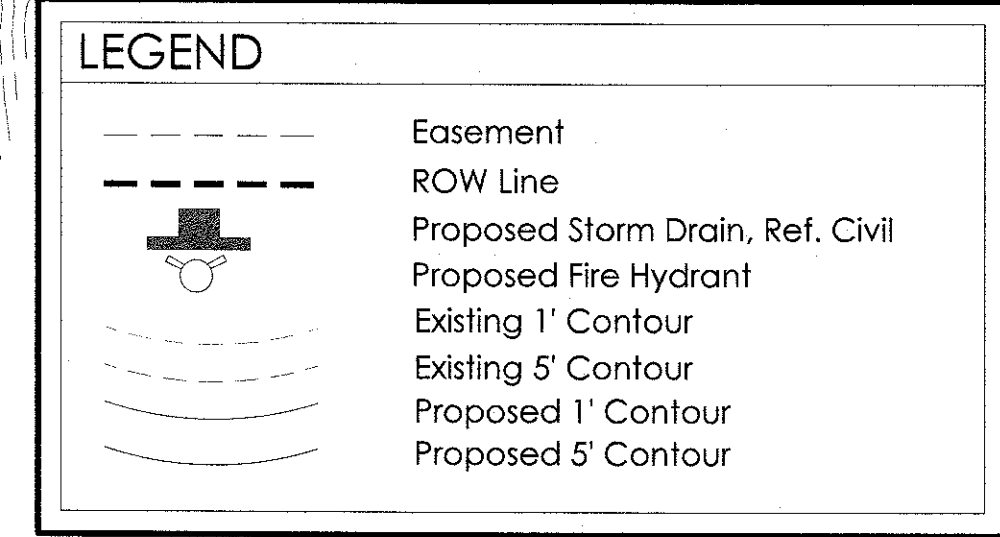 LEGEND
Easement
ROW Line
Proposed Storm Drain, Ref. Civil
Proposed Fire Hydrant
Existing 1' Contour
Existing 5' Contour
Proposed 1' Contour
Proposed 5' Contour